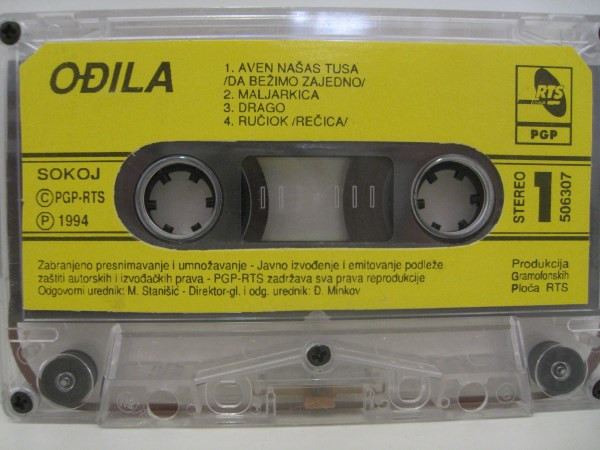 OĐILA
1. AVEN NAŠAS TUSA
/DA BEŽIMO ZAJEDNO/
2. MALJARKICA
3. DRAGO
4. RUČIOK /REČICA/
RTS
PGP
SOKOJ
Ⓒ PGP-RTS
Ⓟ 1994
STEREO
1
506307
Zabranjeno presnimavanje i umnožavanje - Javno izvođenje i emitovanje podleže
zaštiti autorskih i izvođačkih prava - PGP-RTS zadržava sva prava reprodukcije
Odgovorni urednik: M. Stanišić - Direktor-gl. i odg. urednik: D. Minkov
Produkcija
Gramofonskih
Ploča RTS